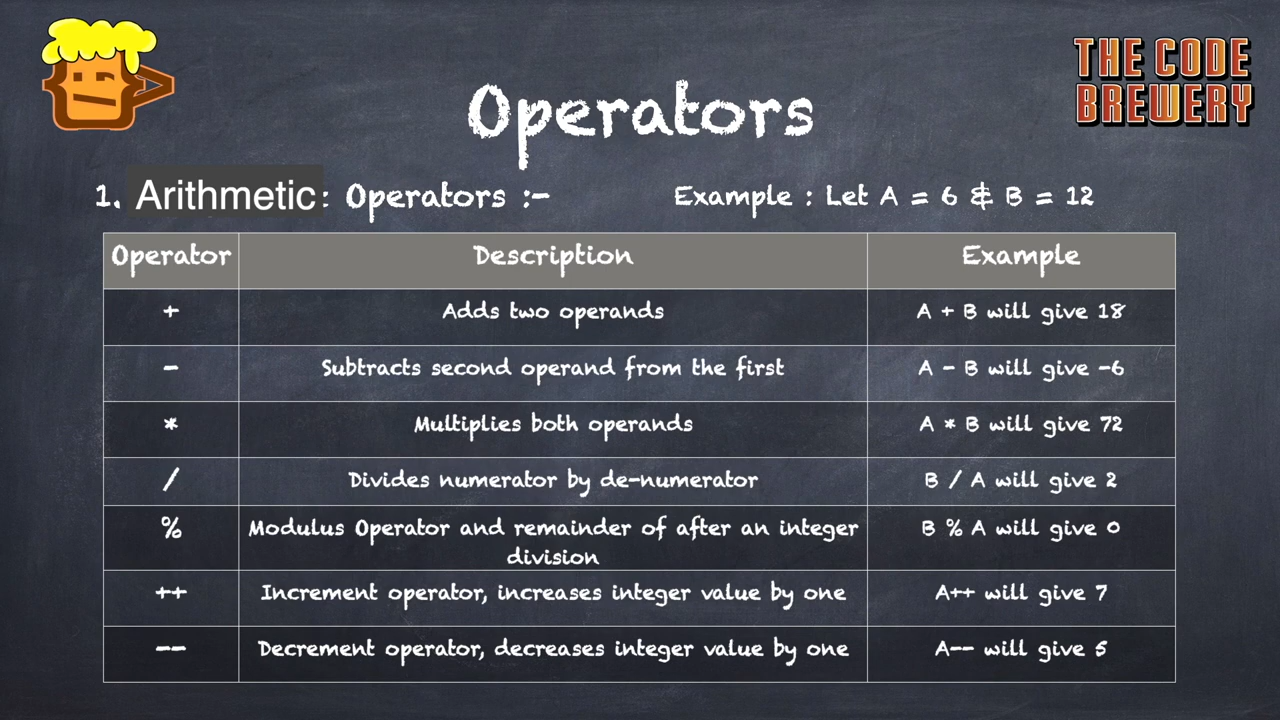 THE CODE
BREWERY
Operators
1. Arithmetic : Operators :-
Example : Let A = 6 & B = 12
Operator Description Example
+ Adds two operands A + B will give 18
- Subtracts second operand from the first A - B will give -6
* Multiplies both operands A * B will give 72
/ Divides numerator by de-numerator B / A will give 2
% Modulus Operator and remainder of after an integer B % A will give 0
division
++ Increment operator, increases integer value by one A++ will give 7
-- Decrement operator, decreases integer value by one A-- will give 5